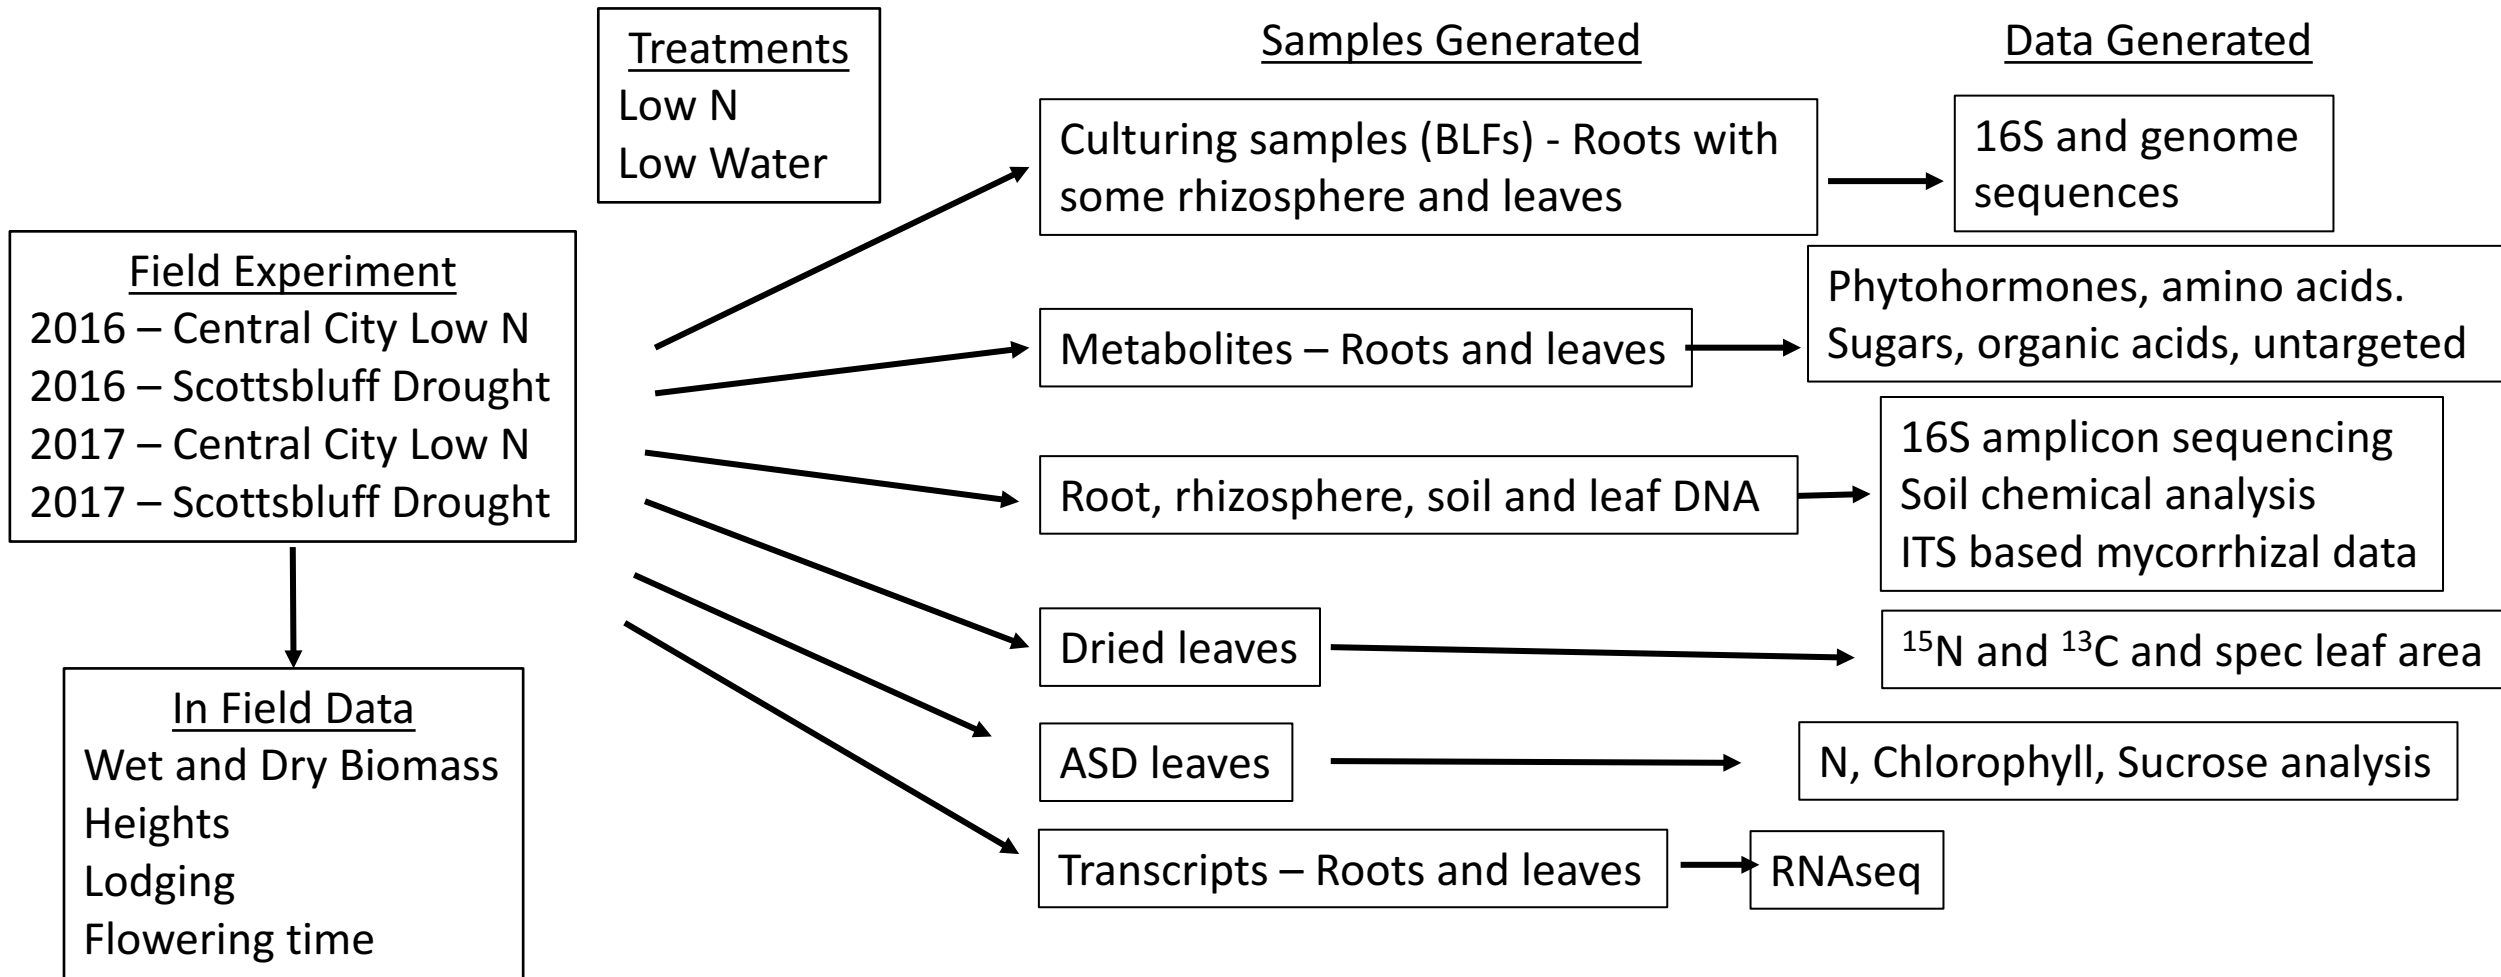 Treatments
Low N
Low Water
Field Experiment
2016 – Central City Low N
2016 – Scottsbluff Drought
2017 – Central City Low N
2017 – Scottsbluff Drought
In Field Data
Wet and Dry Biomass
Heights
Lodging
Flowering time
Samples Generated
Culturing samples (BLFs) - Roots with
some rhizosphere and leaves
Metabolites – Roots and leaves
Root, rhizosphere, soil and leaf DNA
Dried leaves
ASD leaves
Transcripts – Roots and leaves
Data Generated
16S and genome
sequences
Phytohormones, amino acids.
Sugars, organic acids, untargeted
16S amplicon sequencing
Soil chemical analysis
ITS based mycorrhizal data
¹⁵N and ¹³C and spec leaf area
N, Chlorophyll, Sucrose analysis
RNAseq